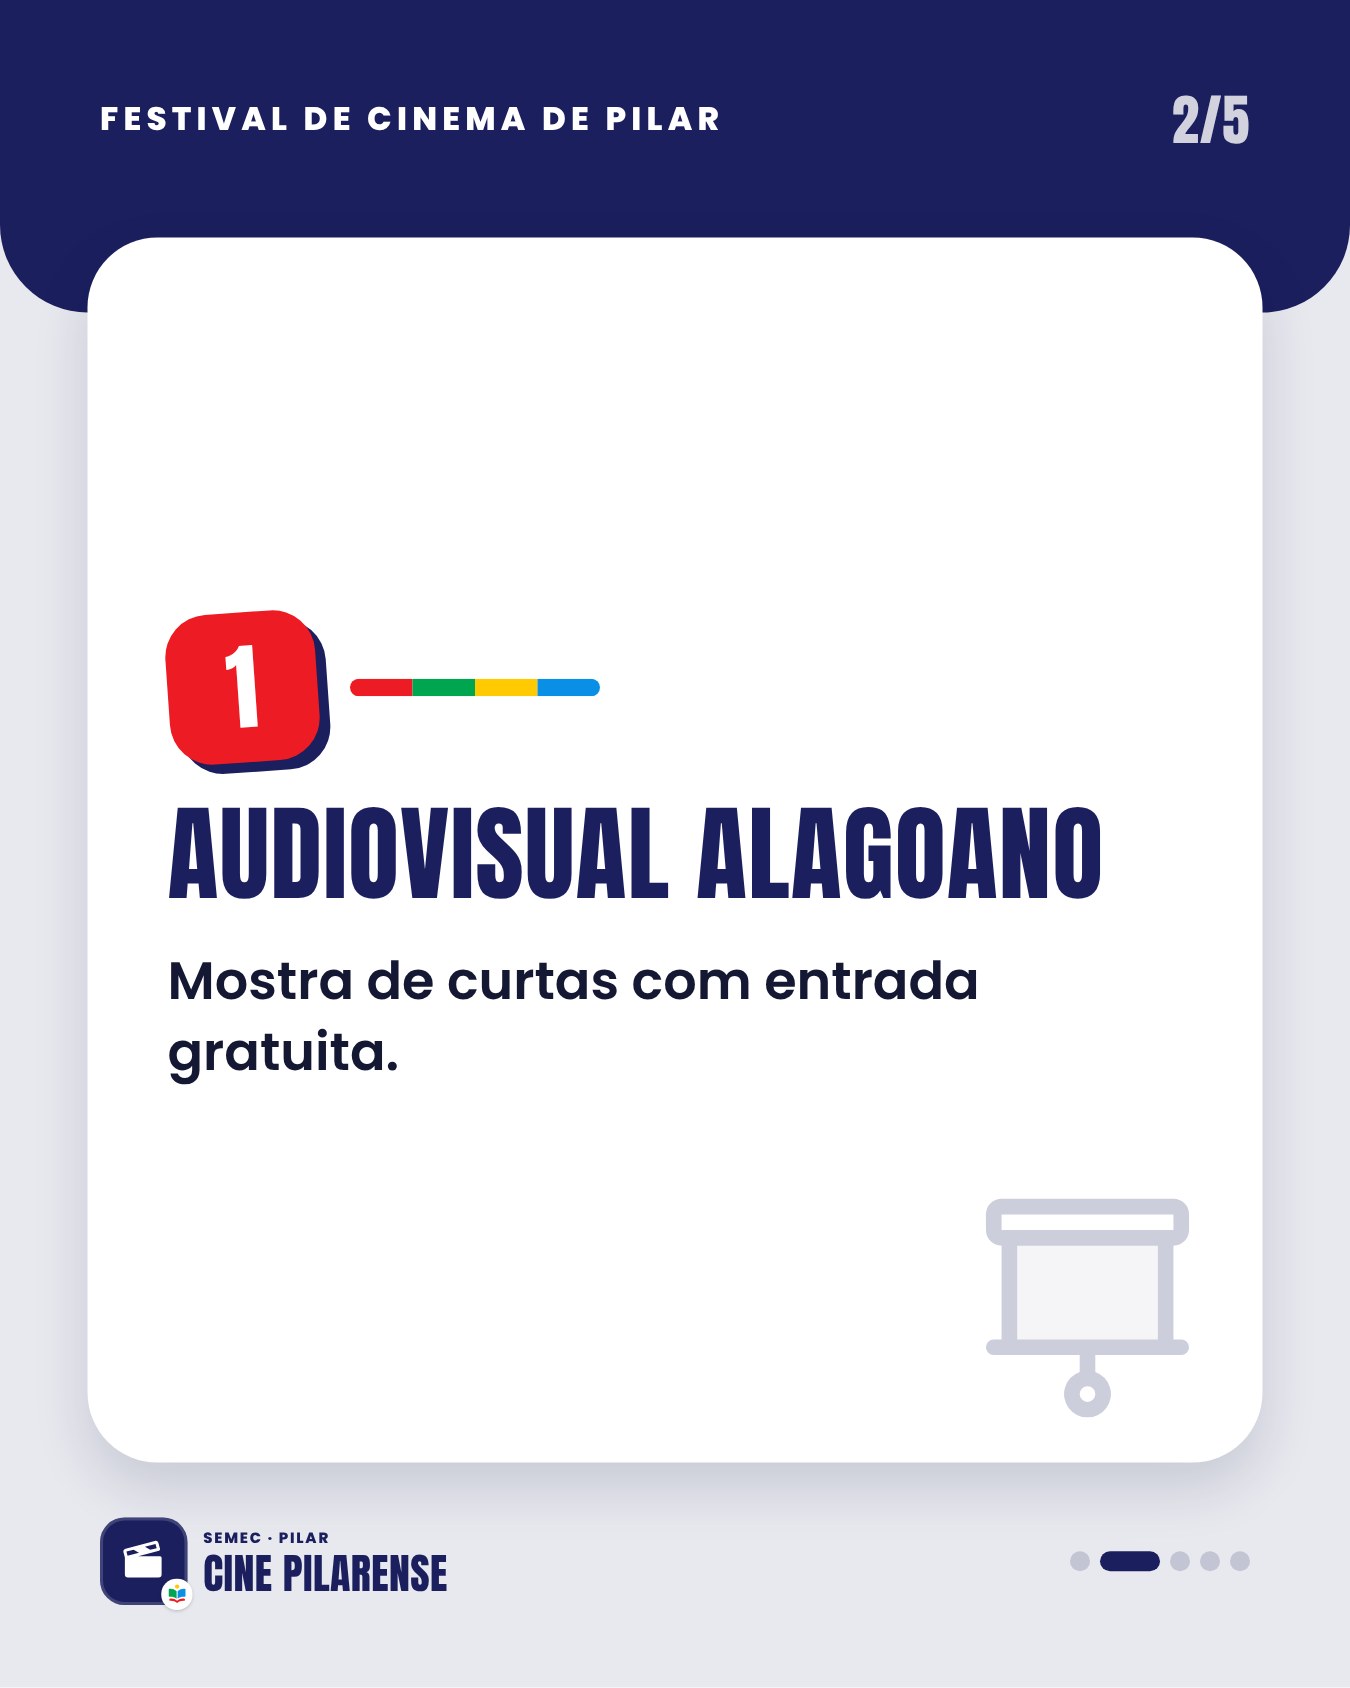 FESTIVAL DE CINEMA DE PILAR
2/5
1
AUDIOVISUAL ALAGOANO
Mostra de curtas com entrada
gratuita.
SEMEC · PILAR
CINE PILARENSE